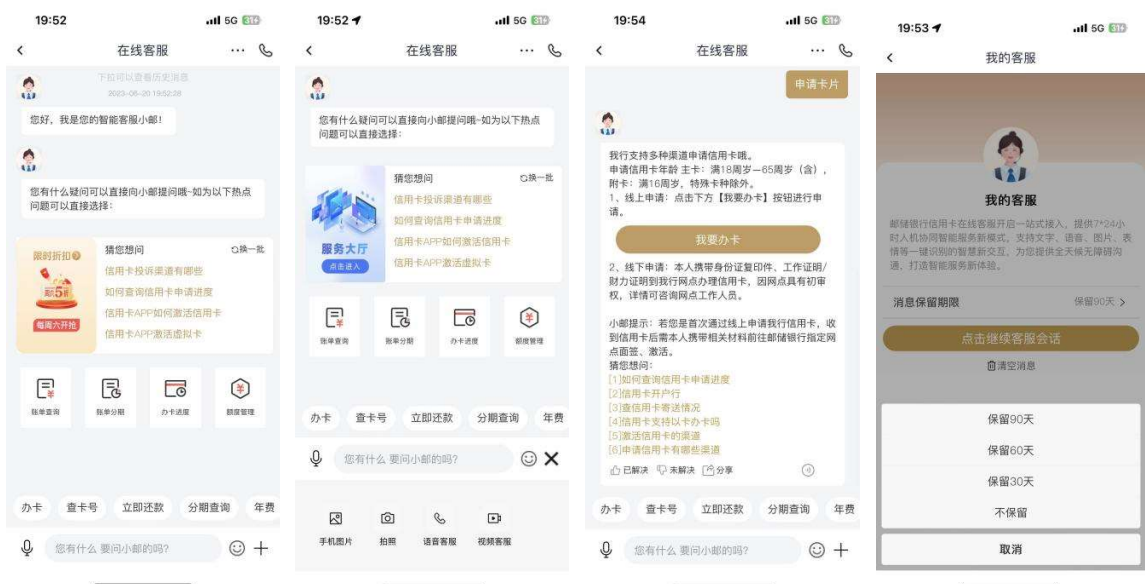 19:52
5G
在线客服
下拉可以查看历史消息
2023-06-20 19:52:28
您好,我是您的智能客服小邮!
您有什么疑问可以直接向小邮提问哦~如为以下热点
问题可以直接选择:
限时折扣
每周六开抢
猜您想问
换一批
信用卡投诉渠道有哪些
如何查询信用卡申请进度
信用卡APP如何激活信用卡
信用卡APP激活虚拟卡
账单查询
账单分期
办卡进度
额度管理
办卡
查卡号
立即还款
分期查询
年费
您有什么 要问小邮的吗?
19:52
5G
在线客服
您有什么疑问可以直接向小邮提问哦~如为以下热点
问题可以直接选择:
服务大厅
点击进入
猜您想问
换一批
信用卡投诉渠道有哪些
如何查询信用卡申请进度
信用卡APP如何激活信用卡
信用卡APP激活虚拟卡
账单查询
账单分期
办卡进度
额度管理
办卡
查卡号
立即还款
分期查询
年费
您有什么 要问小邮的吗?
手机图片
拍照
语音客服
视频客服
19:54
5G
在线客服
申请卡片
我行支持多种渠道申请信用卡哦。
申请信用卡年龄 主卡:满18周岁—65周岁(含),
附卡:满16周岁,特殊卡种除外。
1、线上申请:点击下方【我要办卡】按钮进行申
请。
我要办卡
2、线下申请:本人携带身份证复印件、工作证明/
财力证明到我行网点办理信用卡,因网点具有初审
权,详情可咨询网点工作人员。
小邮提示:若您是首次通过线上申请我行信用卡,收
到信用卡后需本人携带相关材料前往邮储银行指定网
点面签、激活。
猜您想问:
[1]如何查询信用卡申请进度
[2]信用卡开户行
[3]查信用卡寄送情况
[4]信用卡支持以卡办卡吗
[5]激活信用卡的渠道
[6]申请信用卡有哪些渠道
已解决
未解决
分享
办卡
查卡号
立即还款
分期查询
年费
您有什么 要问小邮的吗?
19:53
5G
我的客服
我的客服
邮储银行信用卡在线客服开启一站式接入,提供7*24小
时人机协同智能服务新模式。支持文字、语音、图片、表
情等一键识别的智慧新交互,为您提供全天候无障碍沟
通,打造智能服务新体验。
消息保留期限
保留90天
点击继续客服会话
清空消息
保留90天
保留60天
保留30天
不保留
取消